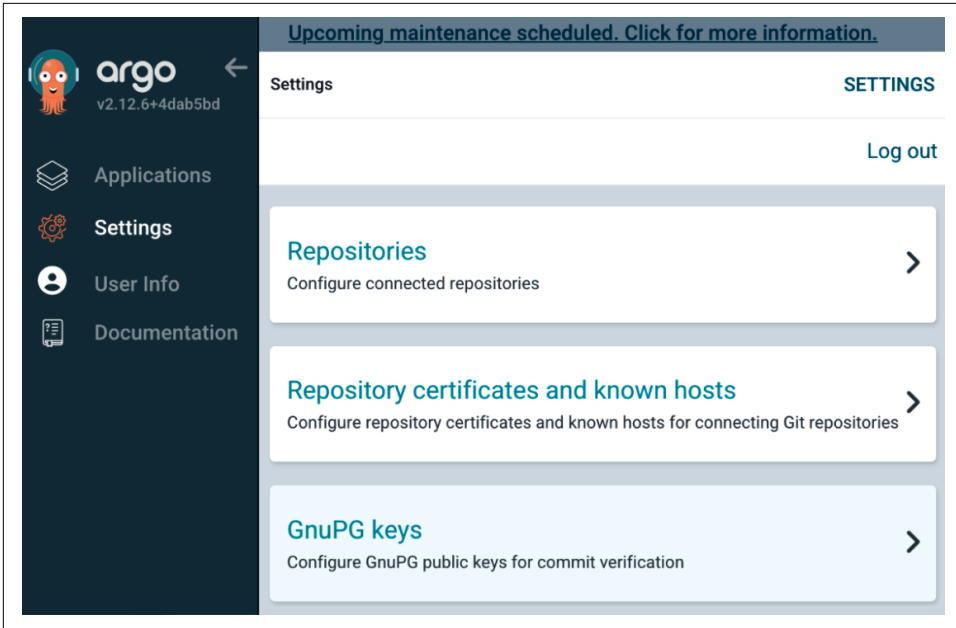 Upcoming maintenance scheduled. Click for more information.
argo
v2.12.6+4dab5bd
Applications
Settings
User Info
Documentation
Settings
SETTINGS
Log out
Repositories
Configure connected repositories
Repository certificates and known hosts
Configure repository certificates and known hosts for connecting Git repositories
GnuPG keys
Configure GnuPG public keys for commit verification